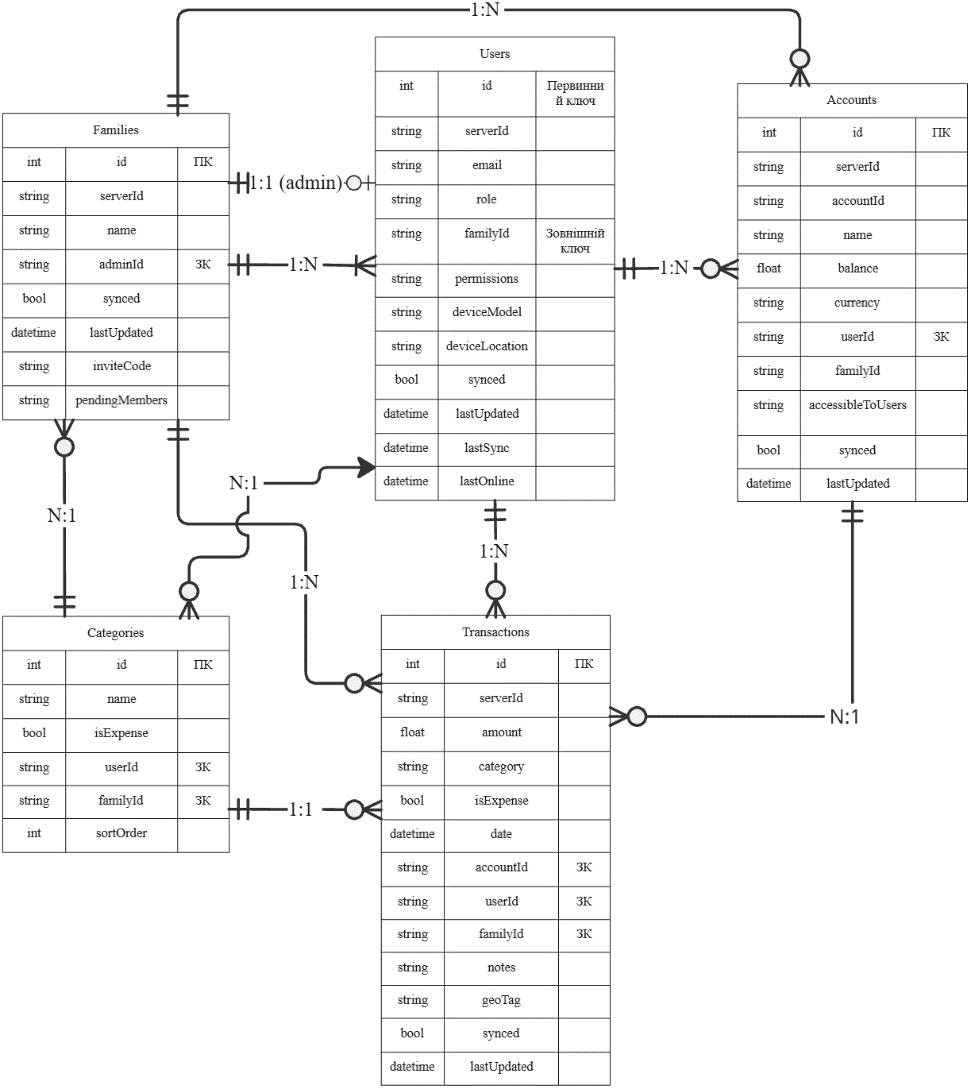 1:N
Users
int id Первинни
й ключ
string serverId
string email
string role
string familyId Зовнішній
ключ
string permissions
string deviceModel
string deviceLocation
bool synced
datetime lastUpdated
datetime lastSync
datetime lastOnline
Accounts
int id ПК
string serverId
string accountId
string name
float balance
string currency
string userId ЗК
string familyId
string accessibleToUsers
bool synced
datetime lastUpdated
Families
int id ПК
string serverId
string name
string adminId ЗК
bool synced
datetime lastUpdated
string inviteCode
string pendingMembers
1:1 (admin)
1:N
1:N
N:1
N:1
1:N
1:N
Categories
int id ПК
string name
bool isExpense
string userId ЗК
string familyId ЗК
int sortOrder
1:1
Transactions
int id ПК
string serverId
float amount
string category
bool isExpense
datetime date
string accountId ЗК
string userId ЗК
string familyId ЗК
string notes
string geoTag
bool synced
datetime lastUpdated
N:1